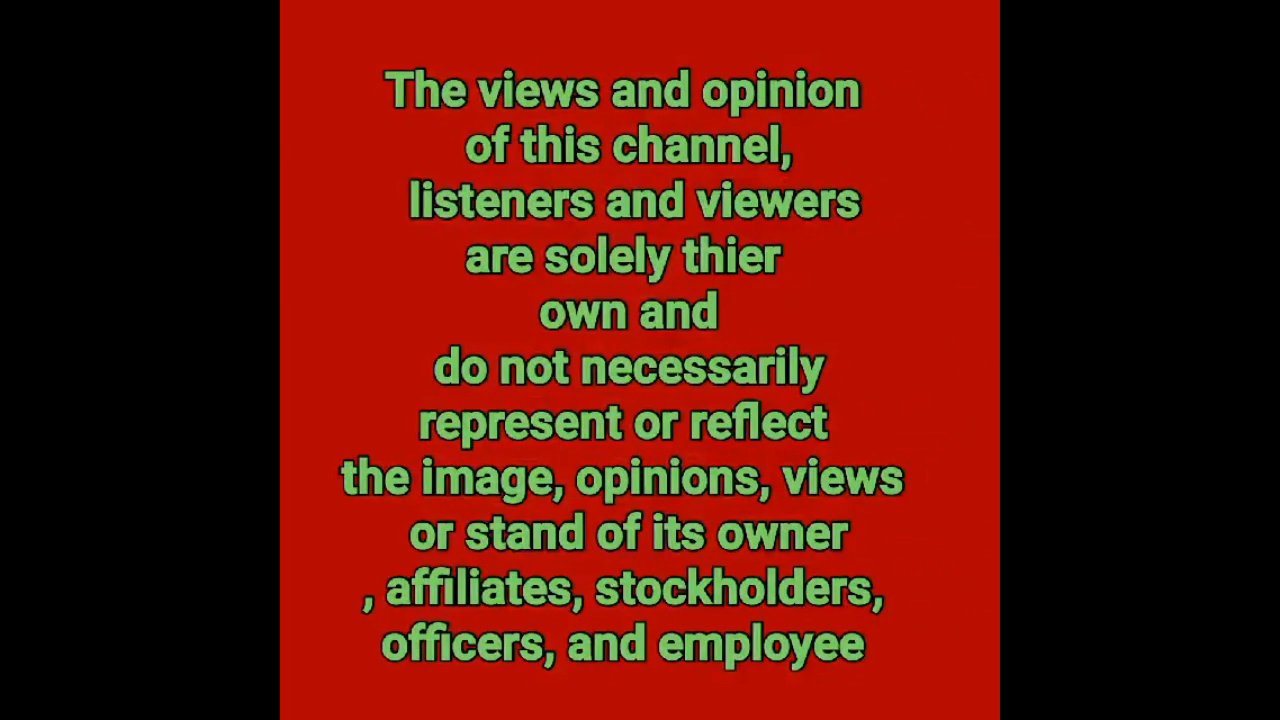 The views and opinion
of this channel,
listeners and viewers
are solely thier
own and
do not necessarily
represent or reflect
the image, opinions, views
or stand of its owner
, affiliates, stockholders,
officers, and employee